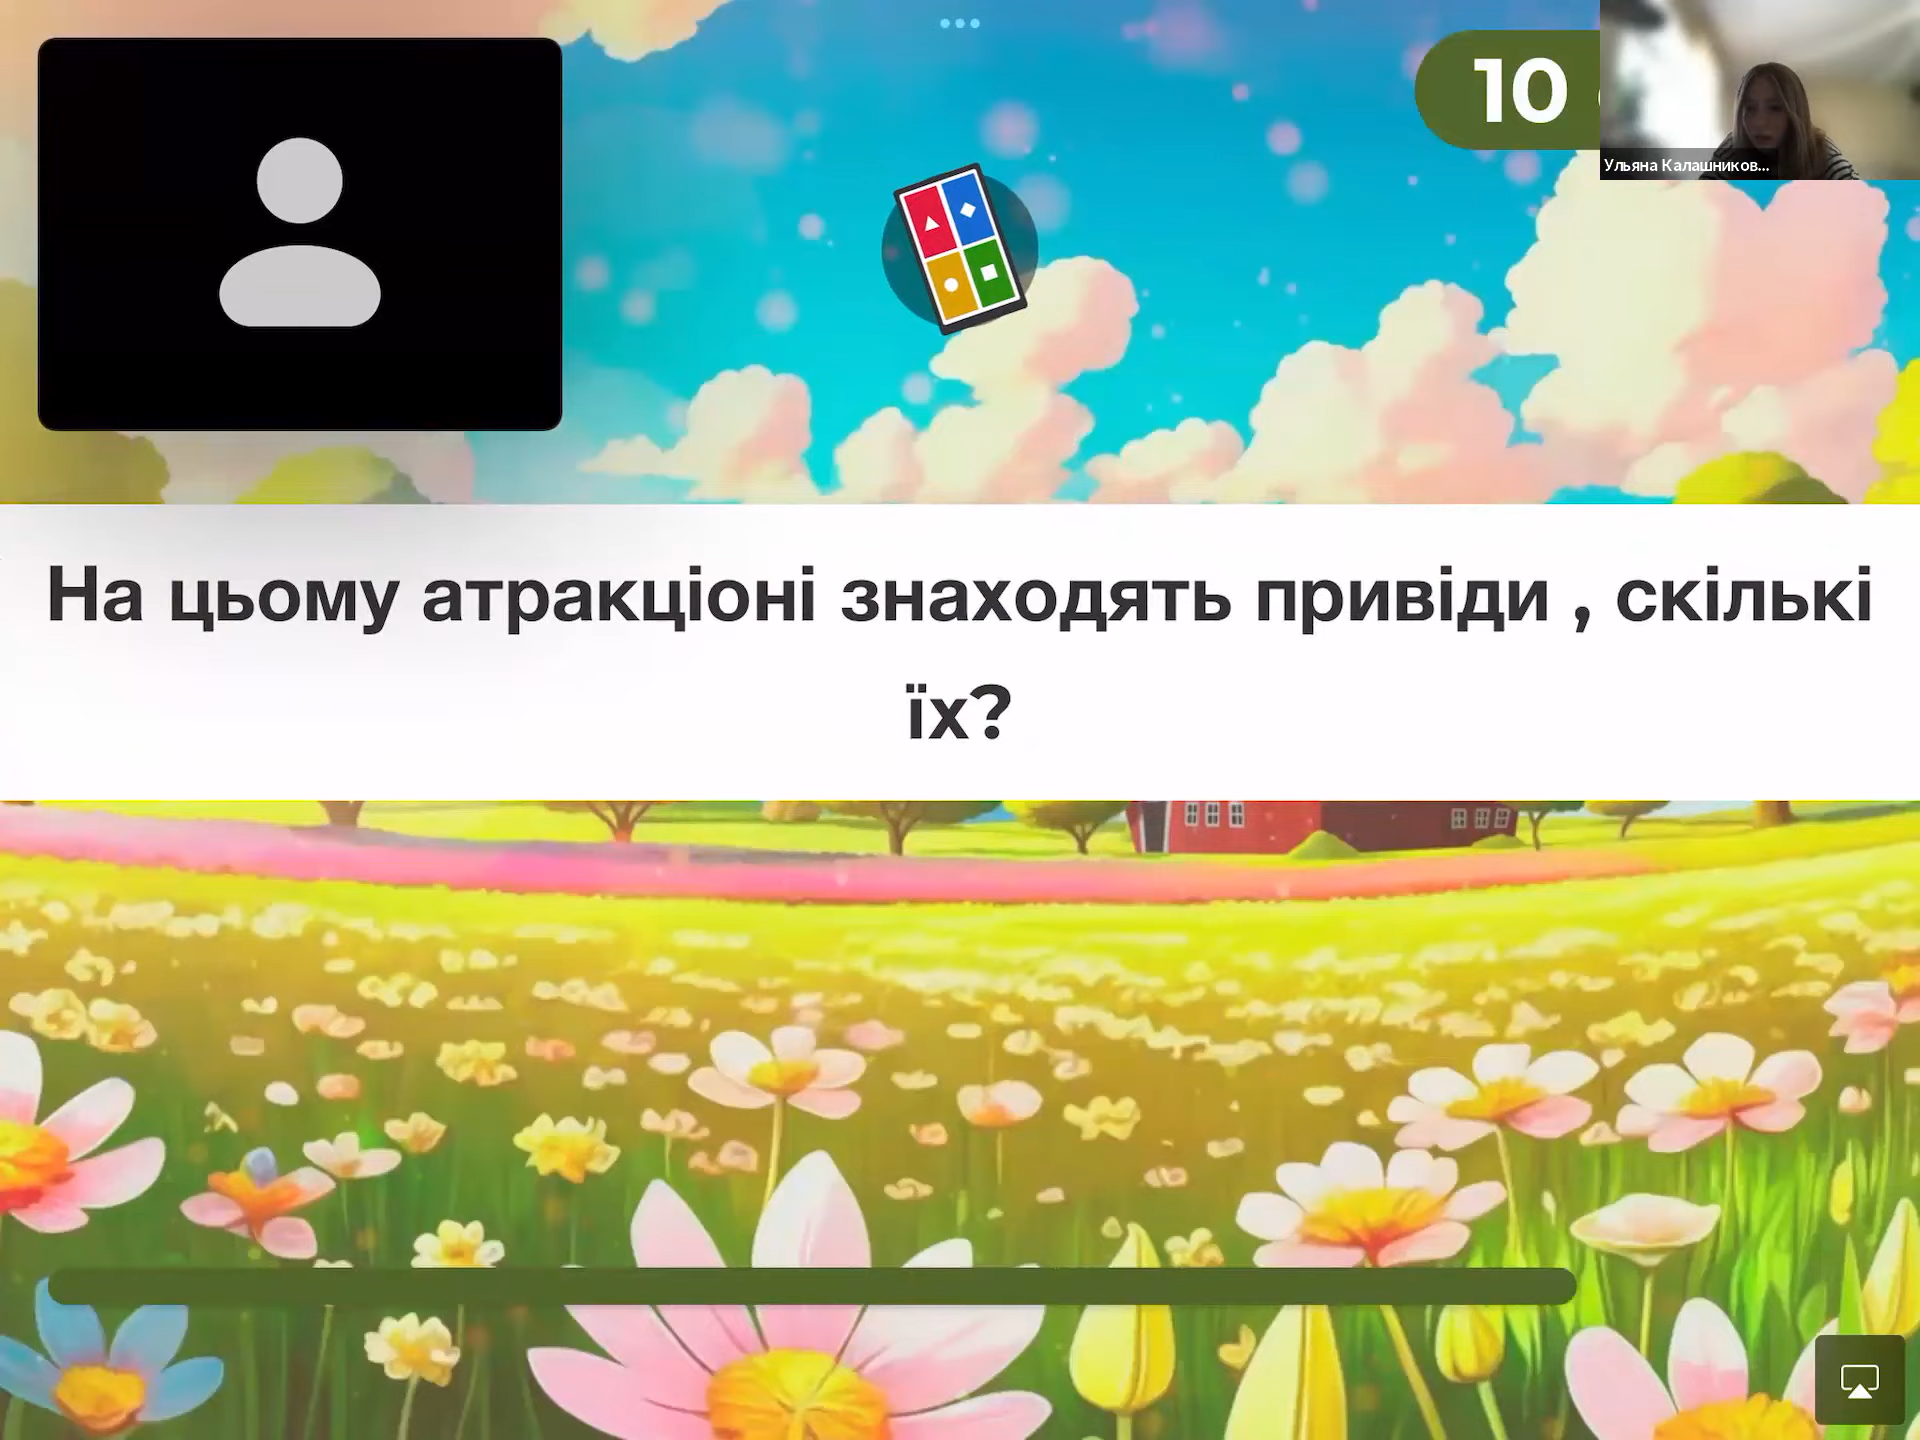 10
Ульяна Калашников...
На цьому атракціоні знаходять привіди , скількі
їх?